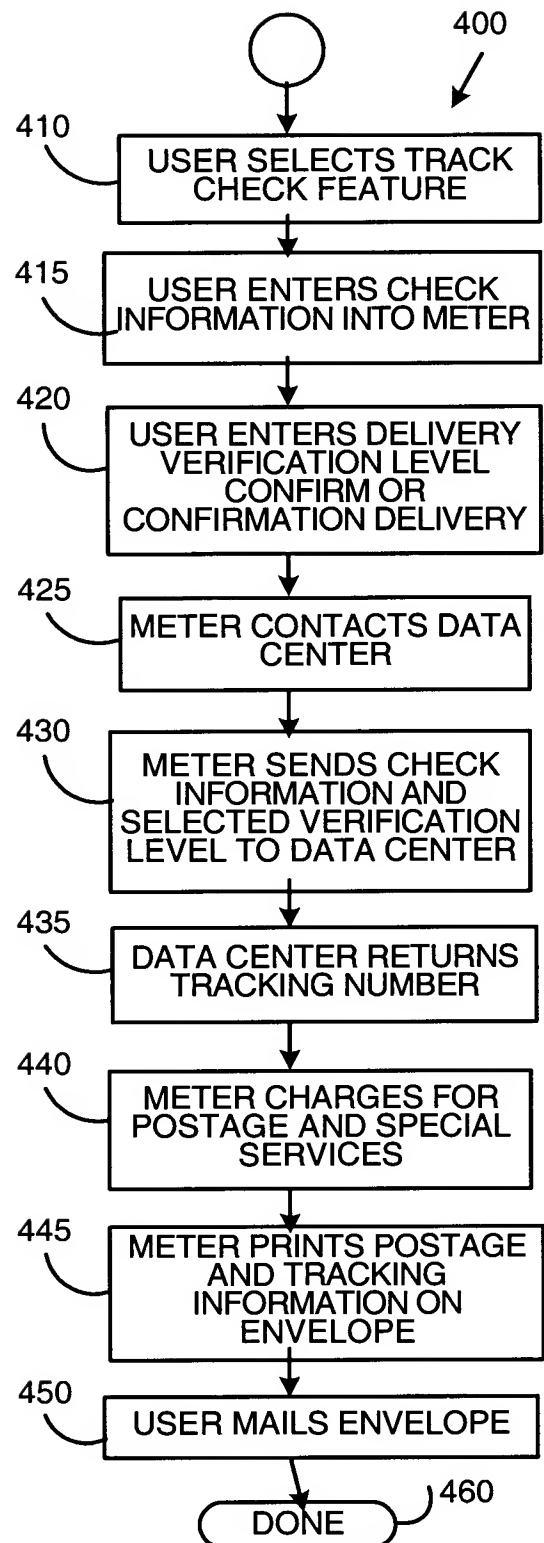 400
410
USER SELECTS TRACK
CHECK FEATURE
415
USER ENTERS CHECK
INFORMATION INTO METER
420
USER ENTERS DELIVERY
VERIFICATION LEVEL
CONFIRM OR
CONFIRMATION DELIVERY
425
METER CONTACTS DATA
CENTER
430
METER SENDS CHECK
INFORMATION AND
SELECTED VERIFICATION
LEVEL TO DATA CENTER
435
DATA CENTER RETURNS
TRACKING NUMBER
440
METER CHARGES FOR
POSTAGE AND SPECIAL
SERVICES
445
METER PRINTS POSTAGE
AND TRACKING
INFORMATION ON
ENVELOPE
450
USER MAILS ENVELOPE
460
DONE